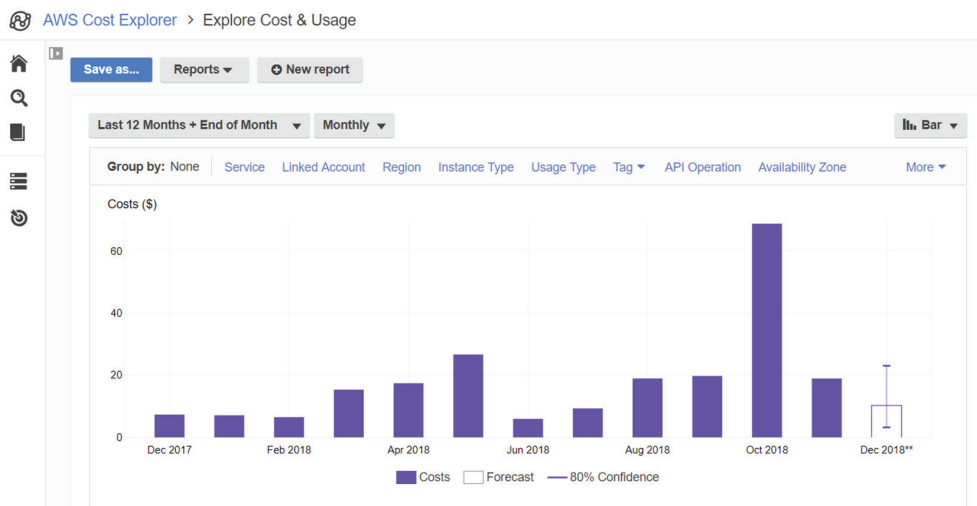 AWS Cost Explorer > Explore Cost & Usage
Save as... Reports New report
Last 12 Months + End of Month Monthly Bar
Group by: None Service Linked Account Region Instance Type Usage Type Tag API Operation Availability Zone More
Costs ($)
60
40
20
0
Dec 2017 Feb 2018 Apr 2018 Jun 2018 Aug 2018 Oct 2018 Dec 2018**
Costs Forecast 80% Confidence